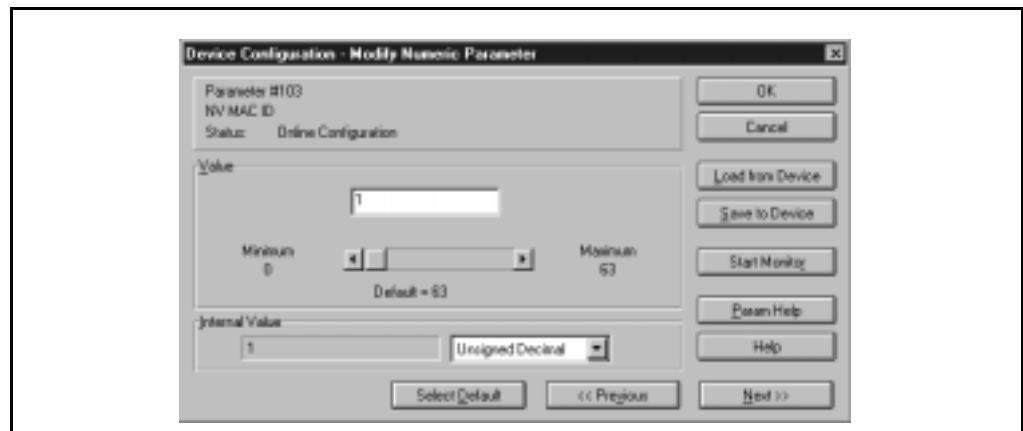 Device Configuration - Modify Numeric Parameter
Parameter #103
NV MAC ID
Status: Online Configuration
OK
Cancel
Value
1
Minimum
0
Maximum
63
Default = 63
Load from Device
Save to Device
Start Monitor
Param Help
Help
Internal Value
1
Unsigned Decimal
Select Default
<< Previous
Next >>